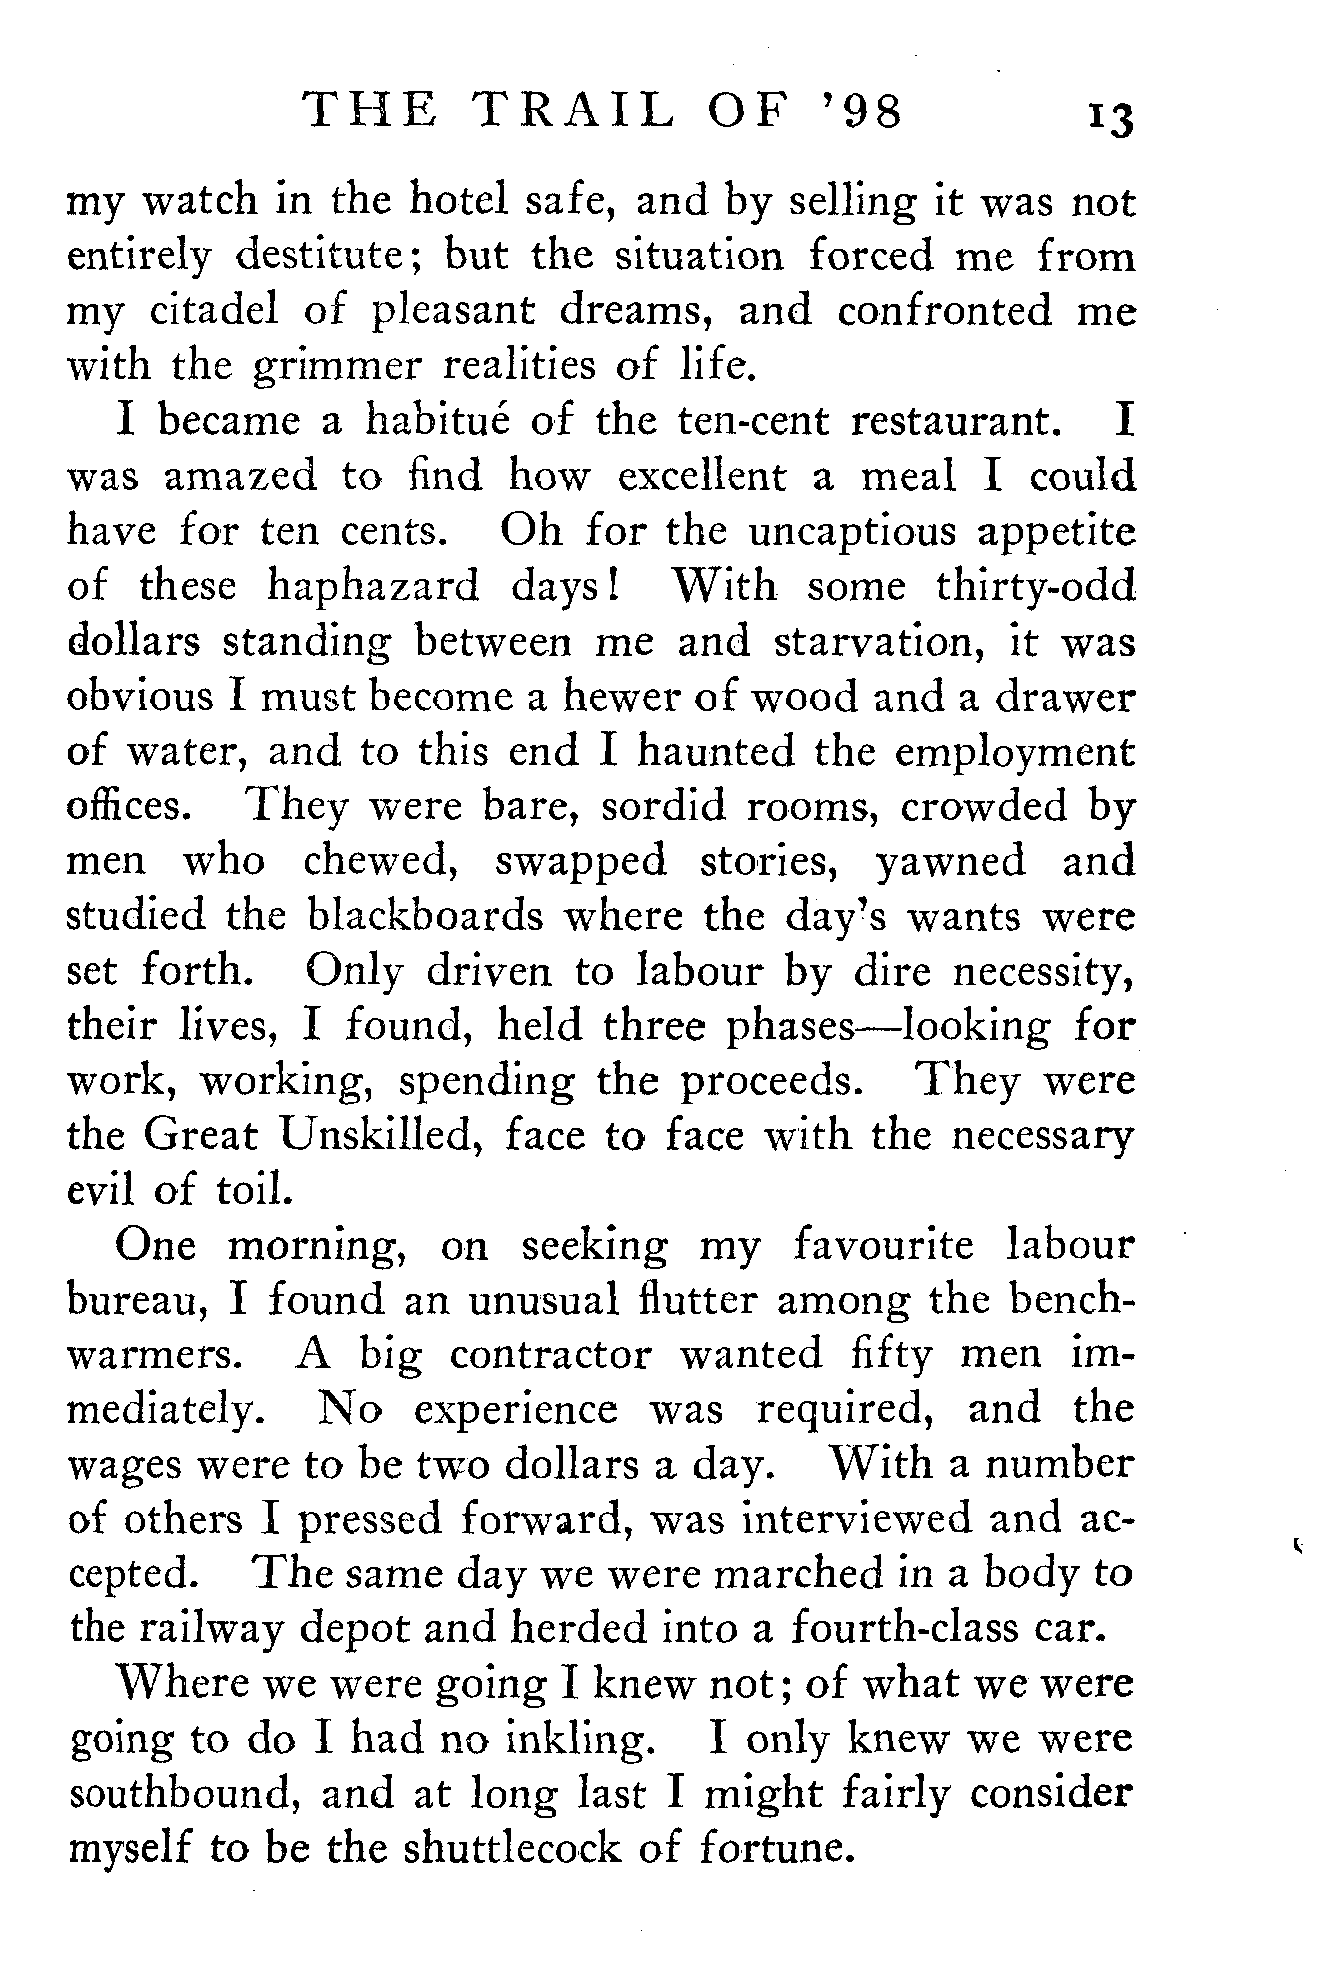 THE TRAIL OF ’98 13
my watch in the hotel safe, and by selling it was not
entirely destitute; but the situation forced me from
my citadel of pleasant dreams, and confronted me
with the grimmer realities of life.
I became a habitué of the ten-cent restaurant. I
was amazed to find how excellent a meal I could
have for ten cents. Oh for the uncaptious appetite
of these haphazard days! With some thirty-odd
dollars standing between me and starvation, it was
obvious I must become a hewer of wood and a drawer
of water, and to this end I haunted the employment
offices. They were bare, sordid rooms, crowded by
men who chewed, swapped stories, yawned and
studied the blackboards where the day’s wants were
set forth. Only driven to labour by dire necessity,
their lives, I found, held three phases—looking for
work, working, spending the proceeds. They were
the Great Unskilled, face to face with the necessary
evil of toil.
One morning, on seeking my favourite labour
bureau, I found an unusual flutter among the bench-
warmers. A big contractor wanted fifty men im-
mediately. No experience was required, and the
wages were to be two dollars a day. With a number
of others I pressed forward, was interviewed and ac-
cepted. The same day we were marched in a body to
the railway depot and herded into a fourth-class car.
Where we were going I knew not; of what we were
going to do I had no inkling. I only knew we were
southbound, and at long last I might fairly consider
myself to be the shuttlecock of fortune.